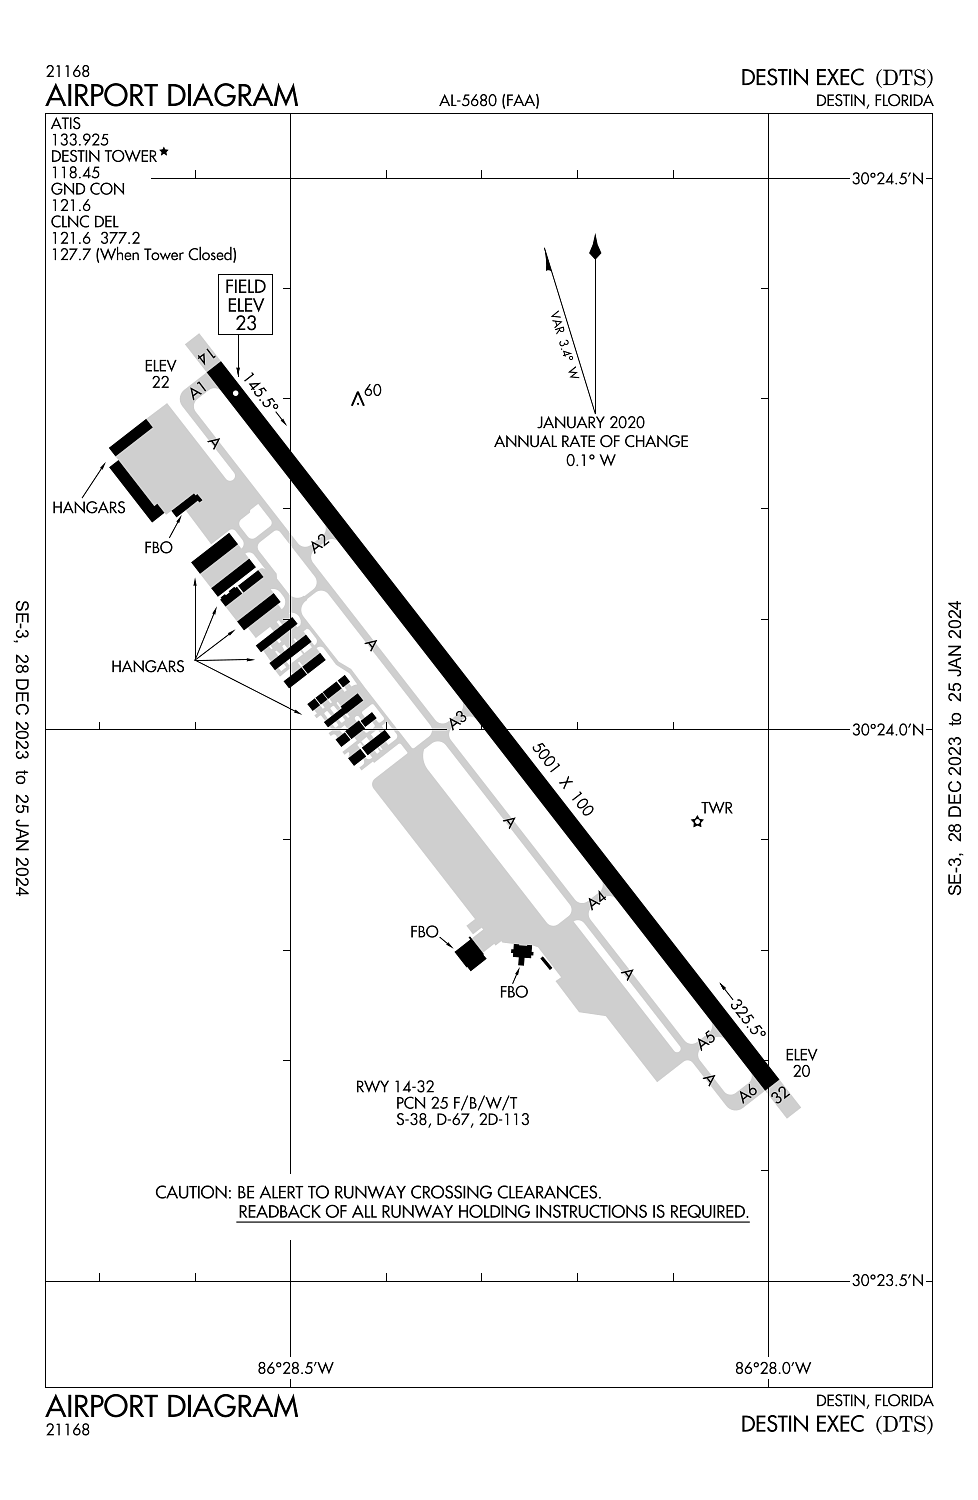 21168
AIRPORT DIAGRAM
AL-5680 (FAA)
DESTIN EXEC (DTS)
DESTIN, FLORIDA
ATIS
133.925
DESTIN TOWER★
118.45
GND CON
121.6
CLNC DEL
121.6 377.2
127.7 (When Tower Closed)
30°24.5'N
FIELD
ELEV
23
VAR 3.4° W
JANUARY 2020
ANNUAL RATE OF CHANGE
0.1° W
ELEV
22
14
A1
145.5°
60
A
HANGARS
FBO
A2
HANGARS
A
A3
30°24.0'N
5001 X 100
TWR
A
A4
FBO
FBO
A
325.5°
A5
ELEV
20
A
A6
32
RWY 14-32
PCN 25 F/B/W/T
S-38, D-67, 2D-113
CAUTION: BE ALERT TO RUNWAY CROSSING CLEARANCES.
READBACK OF ALL RUNWAY HOLDING INSTRUCTIONS IS REQUIRED.
30°23.5'N
86°28.5'W
86°28.0'W
SE-3, 28 DEC 2023 to 25 JAN 2024
SE-3, 28 DEC 2023 to 25 JAN 2024
AIRPORT DIAGRAM
21168
DESTIN, FLORIDA
DESTIN EXEC (DTS)